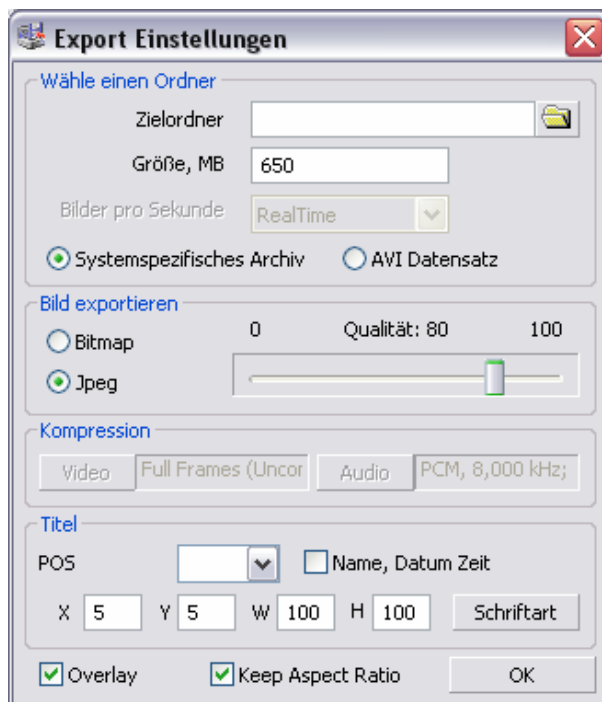 Export Einstellungen
Wähle einen Ordner
Zielordner
Größe, MB 650
Bilder pro Sekunde RealTime
Systemspezifisches Archiv AVI Datensatz
Bild exportieren
Bitmap
0 Qualität: 80 100
Jpeg
Kompression
Video Full Frames (Uncor Audio PCM, 8,000 kHz;
Titel
POS Name, Datum Zeit
X 5 Y 5 W 100 H 100 Schriftart
Overlay Keep Aspect Ratio OK